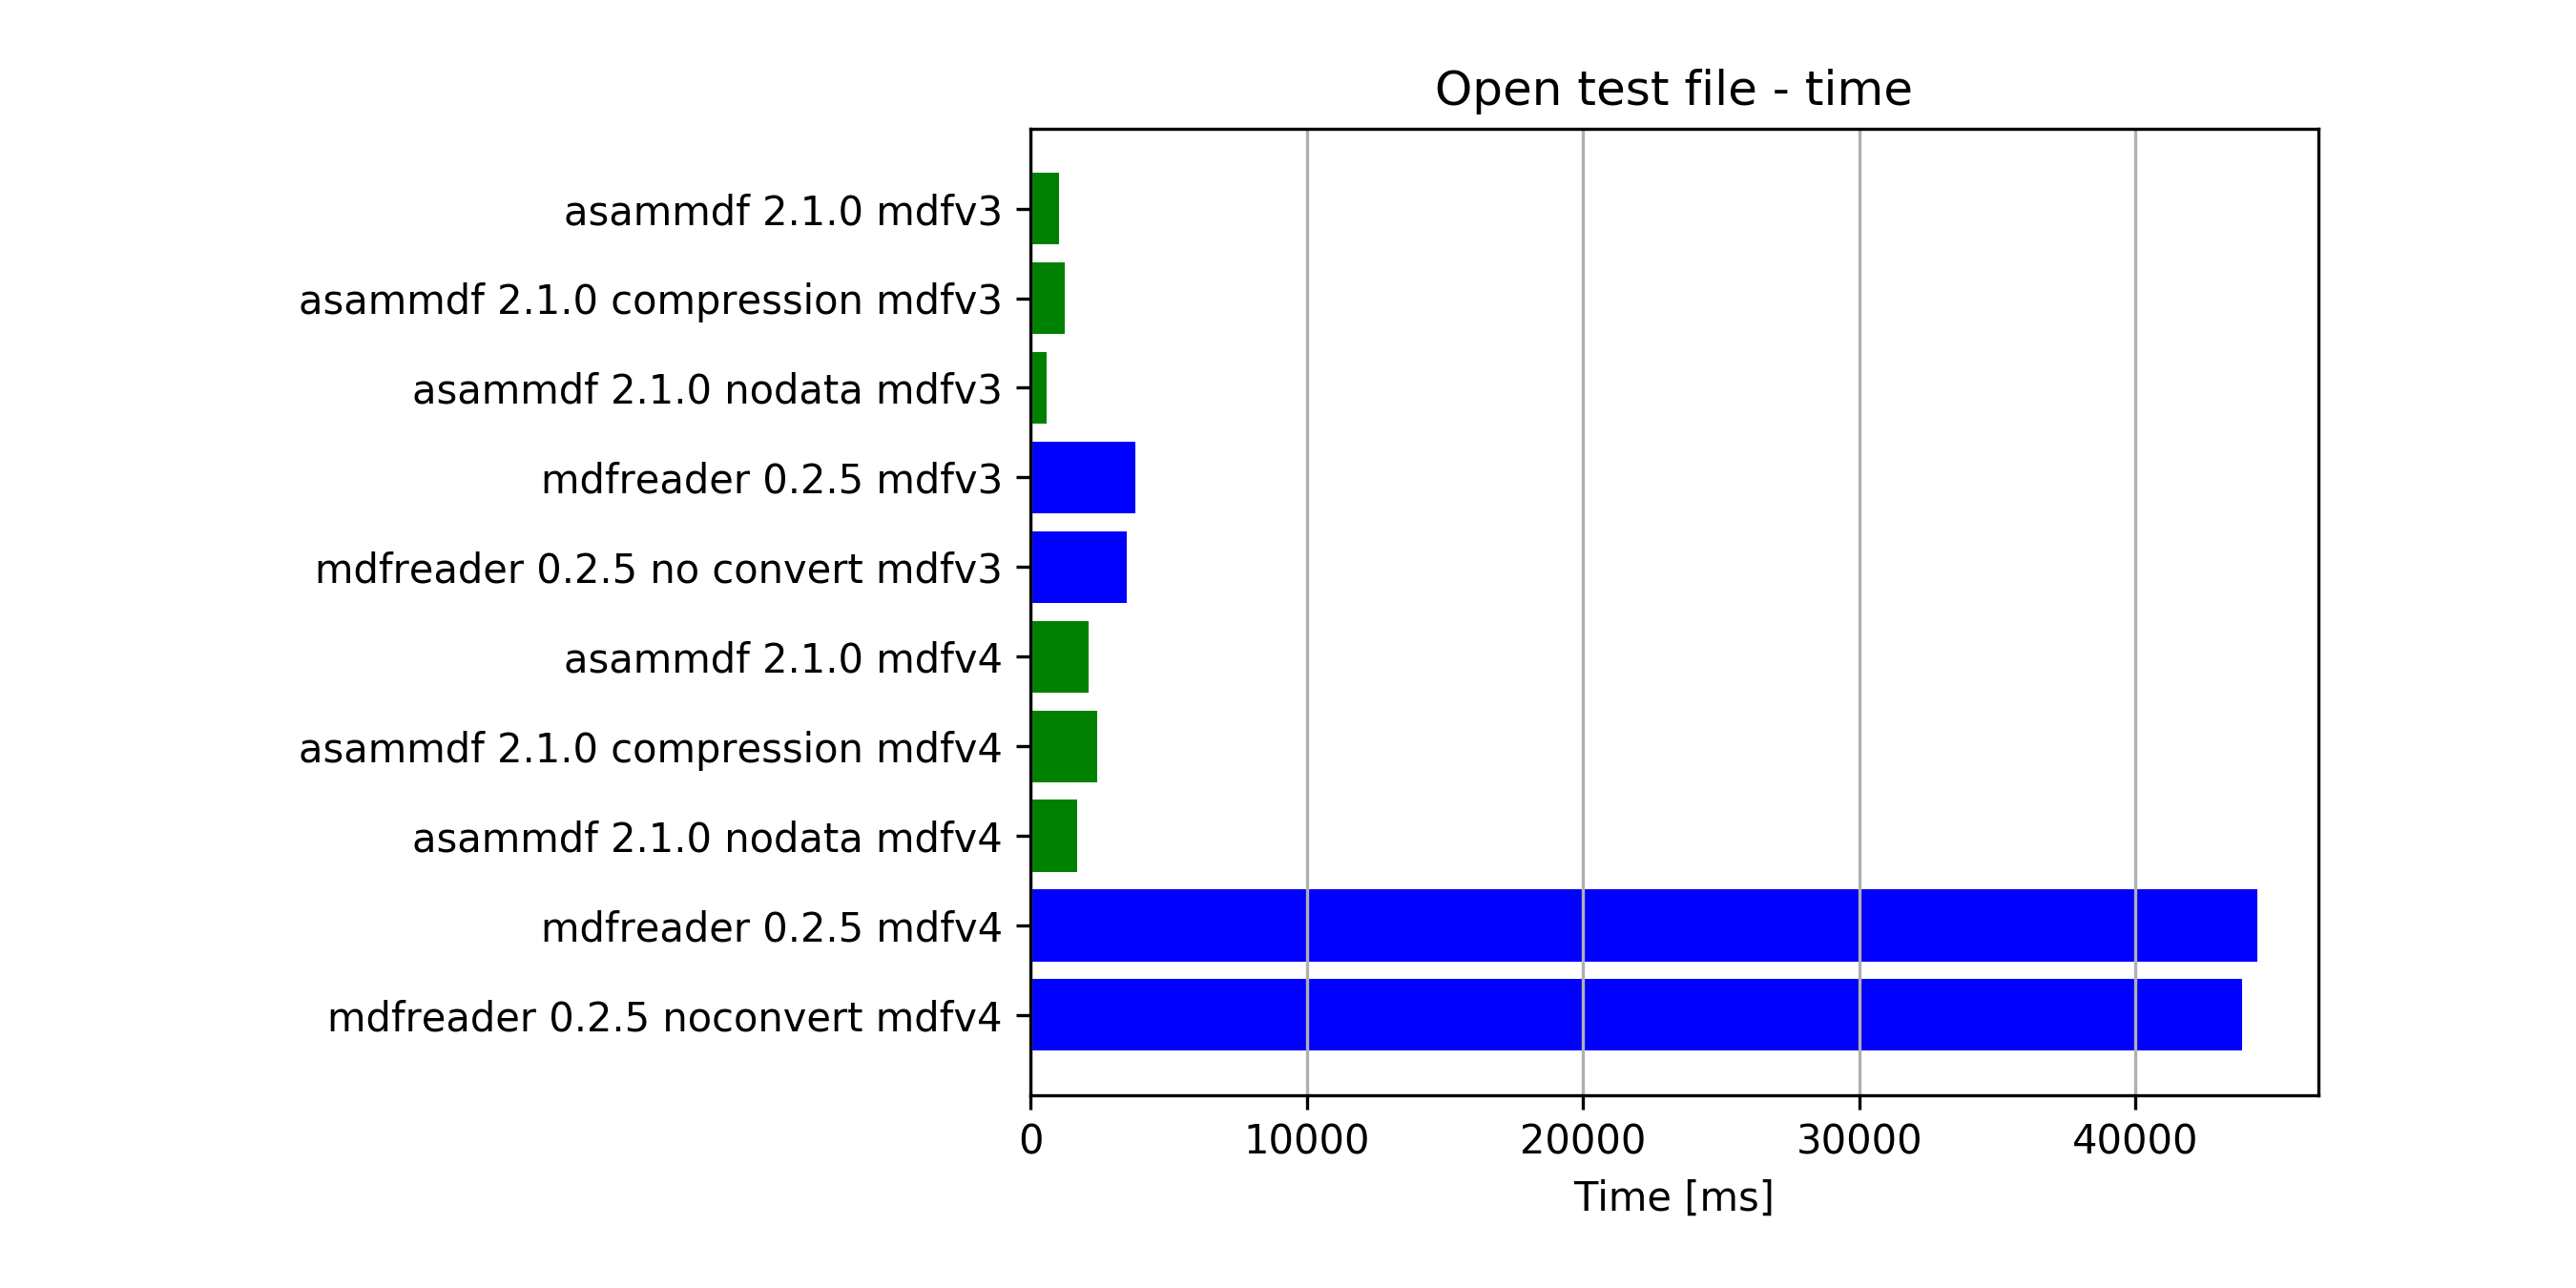 Open test file - time
asammdf 2.1.0 mdfv3
asammdf 2.1.0 compression mdfv3
asammdf 2.1.0 nodata mdfv3
mdfreader 0.2.5 mdfv3
mdfreader 0.2.5 no convert mdfv3
asammdf 2.1.0 mdfv4
asammdf 2.1.0 compression mdfv4
asammdf 2.1.0 nodata mdfv4
mdfreader 0.2.5 mdfv4
mdfreader 0.2.5 noconvert mdfv4
0 10000 20000 30000 40000
Time [ms]